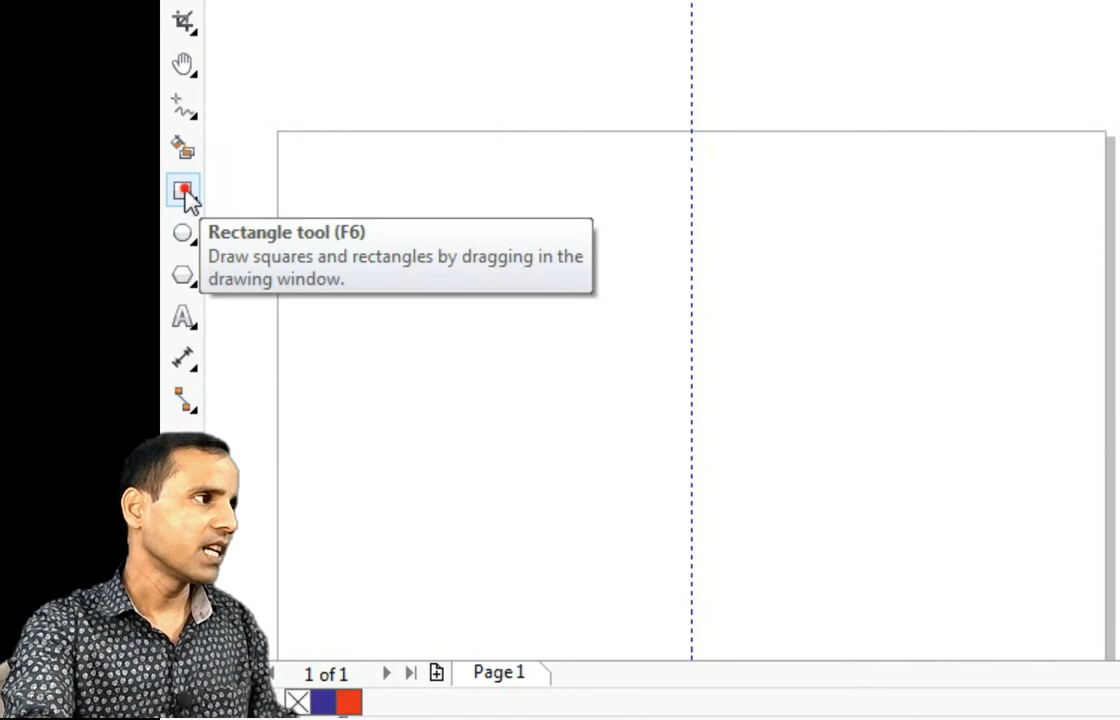 Rectangle tool (F6)
Draw squares and rectangles by dragging in the
drawing window.
1 of 1
Page 1